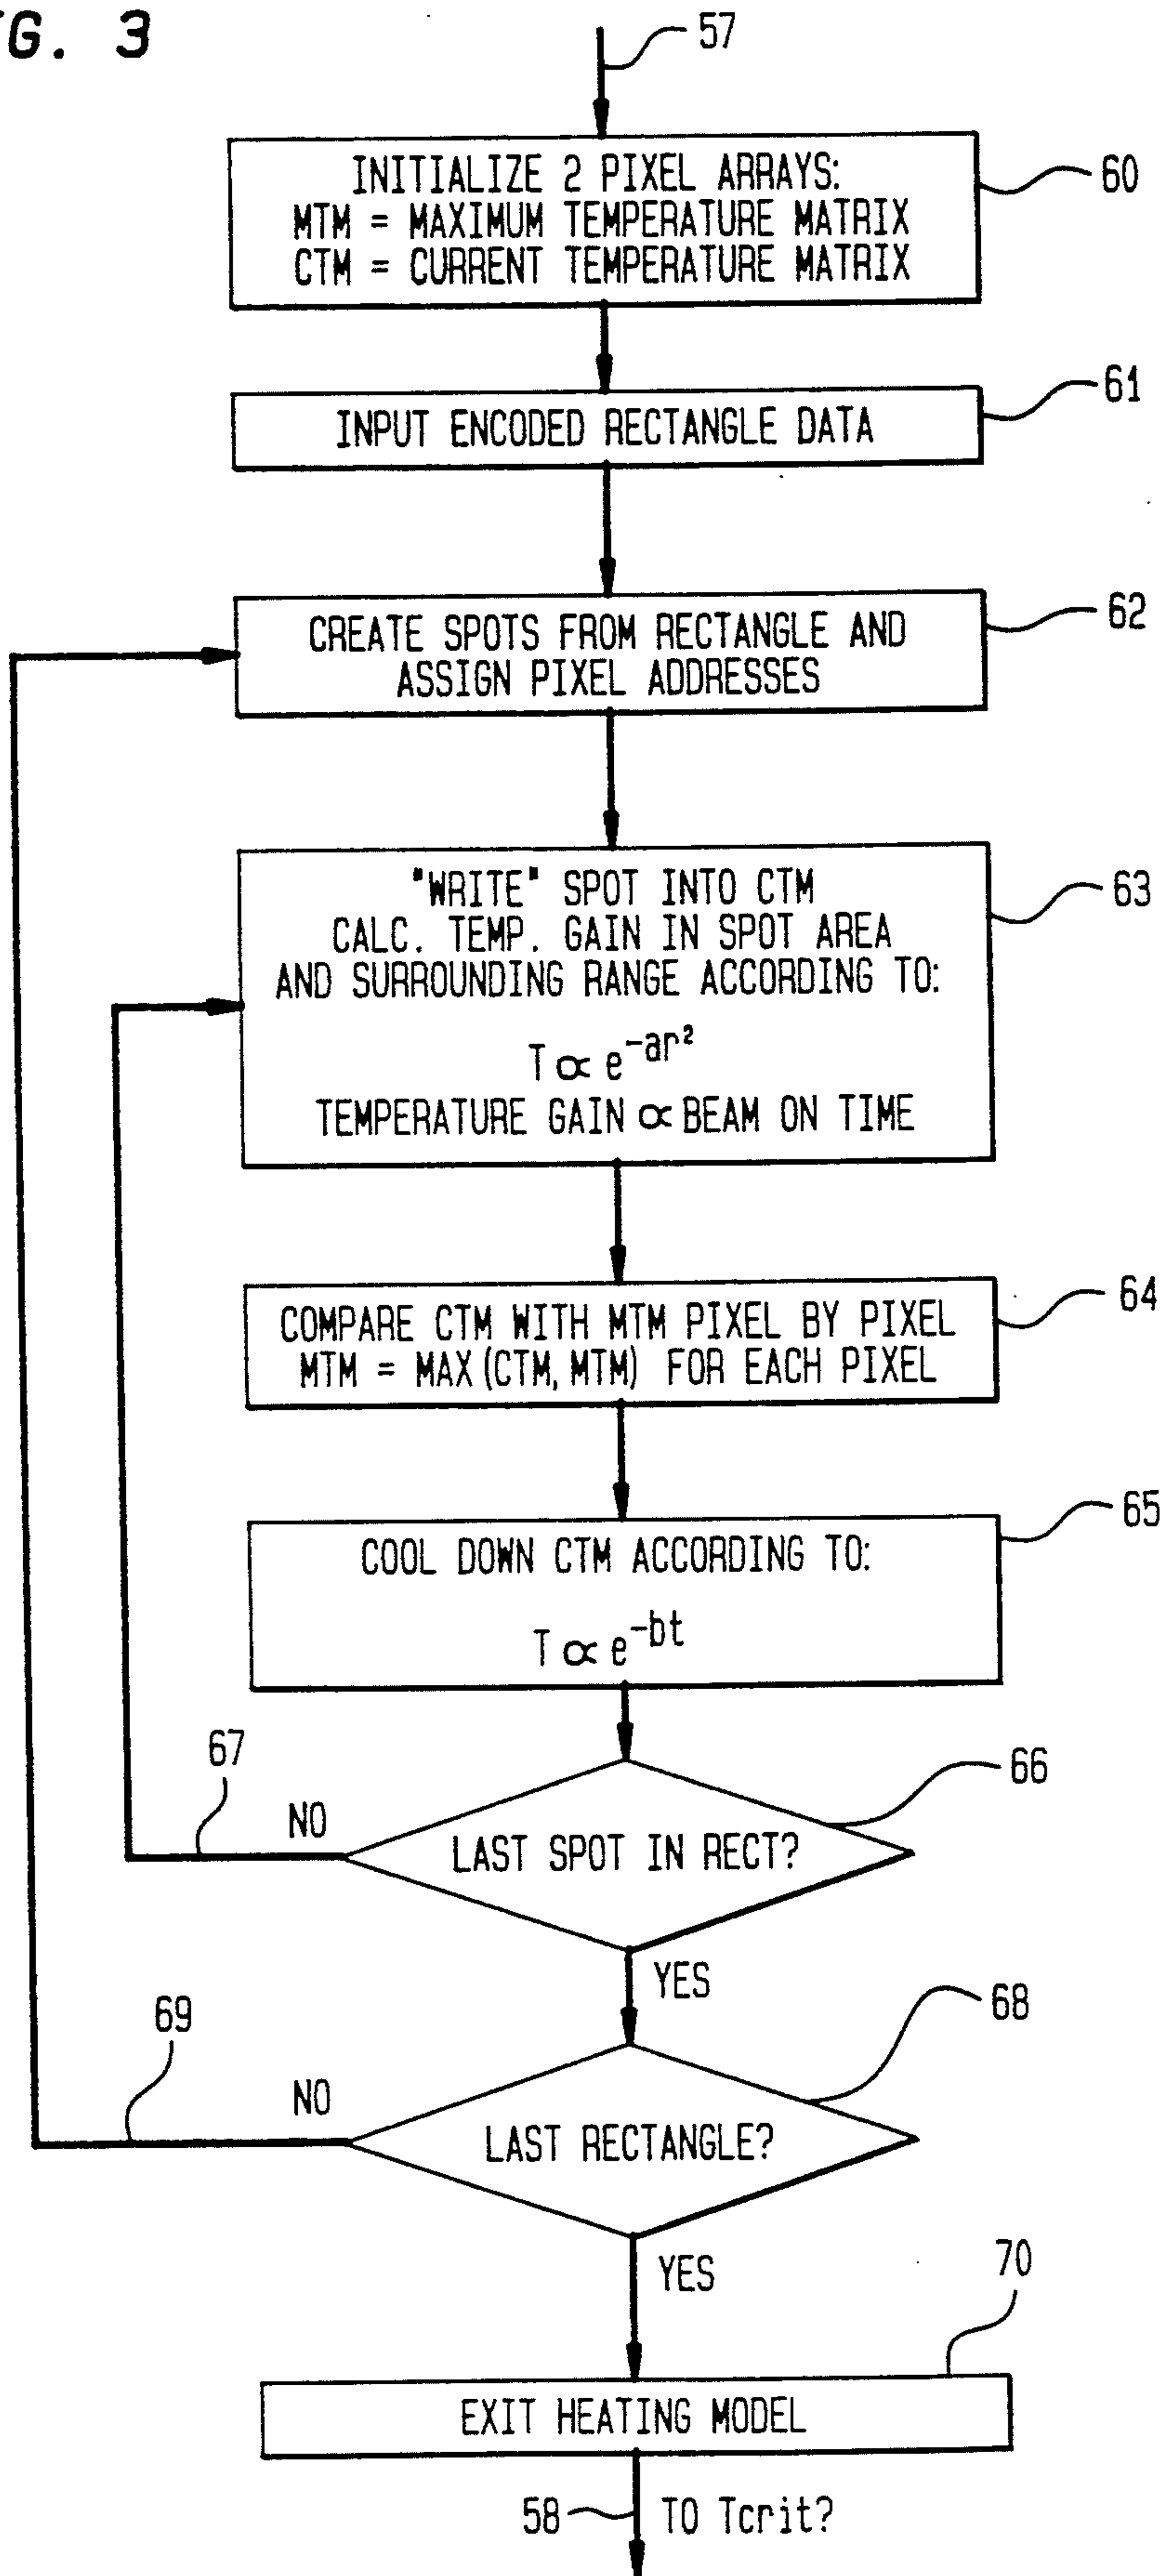 G. 3
57
INITIALIZE 2 PIXEL ARRAYS:
MTM = MAXIMUM TEMPERATURE MATRIX
CTM = CURRENT TEMPERATURE MATRIX
60
INPUT ENCODED RECTANGLE DATA
61
CREATE SPOTS FROM RECTANGLE AND
ASSIGN PIXEL ADDRESSES
62
"WRITE" SPOT INTO CTM
CALC. TEMP. GAIN IN SPOT AREA
AND SURROUNDING RANGE ACCORDING TO:
T ∝ e^-ar²
TEMPERATURE GAIN ∝ BEAM ON TIME
63
COMPARE CTM WITH MTM PIXEL BY PIXEL
MTM = MAX (CTM, MTM) FOR EACH PIXEL
64
COOL DOWN CTM ACCORDING TO:
T ∝ e^-bt
65
LAST SPOT IN RECT?
66
67
NO
YES
LAST RECTANGLE?
68
69
NO
YES
EXIT HEATING MODEL
70
58
TO Tcrit?